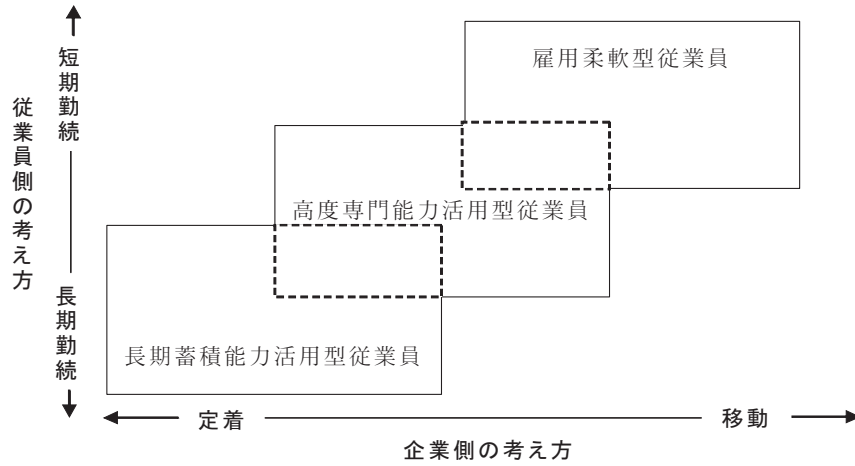 雇用柔軟型従業員
高度専門能力活用型従業員
長期蓄積能力活用型従業員
従業員側の考え方
短期勤続
長期勤続
定着
移動
企業側の考え方